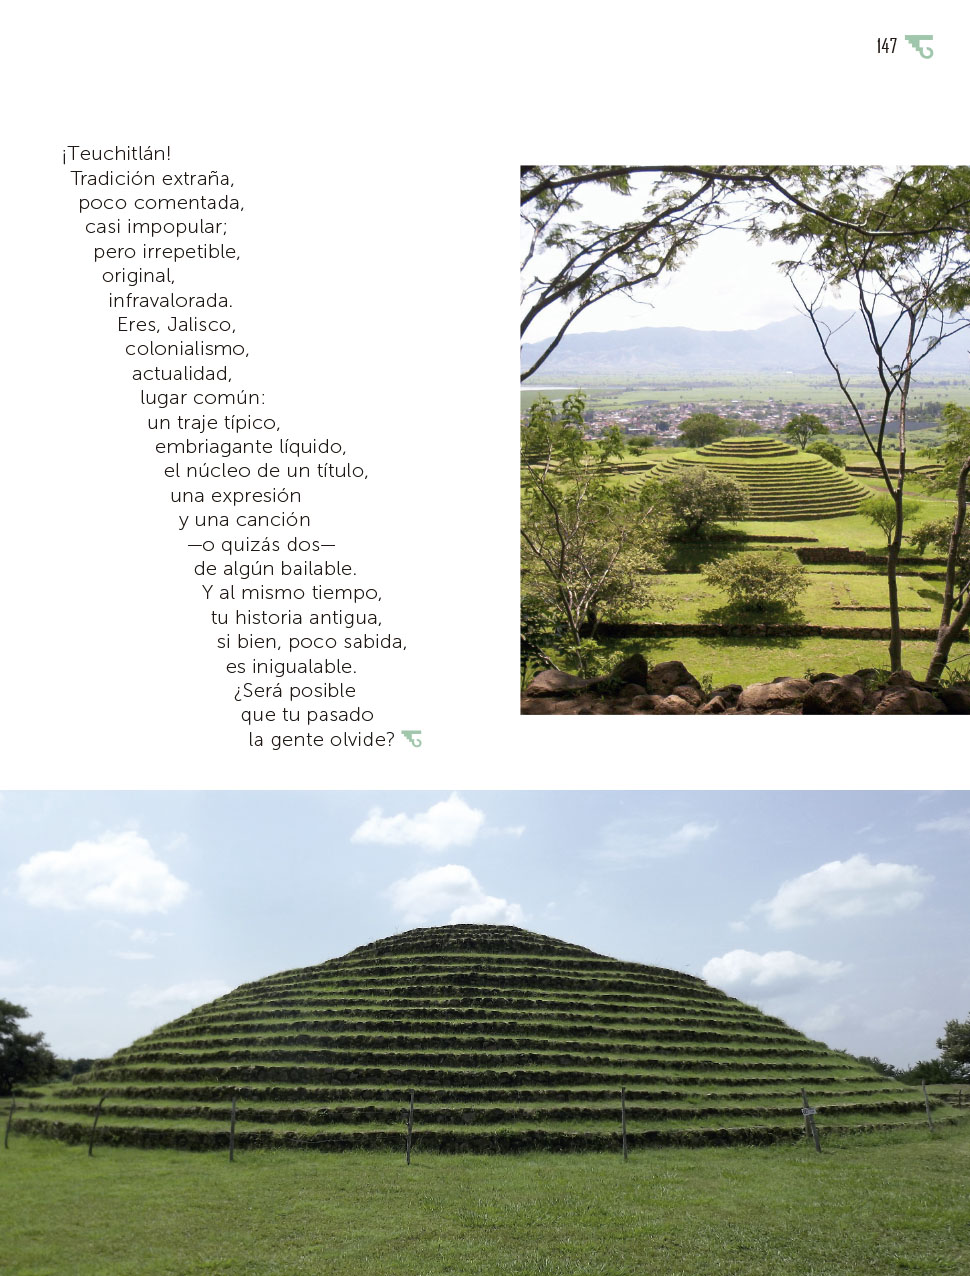 147
¡Teuchitlán!
Tradición extraña,
poco comentada,
casi impopular;
pero irrepetible,
original,
infravalorada.
Eres, Jalisco,
colonialismo,
actualidad,
lugar común:
un traje típico,
embriagante líquido,
el núcleo de un título,
una expresión
y una canción
—o quizás dos—
de algún bailable.
Y al mismo tiempo,
tu historia antigua,
si bien, poco sabida,
es inigualable.
¿Será posible
que tu pasado
la gente olvide?